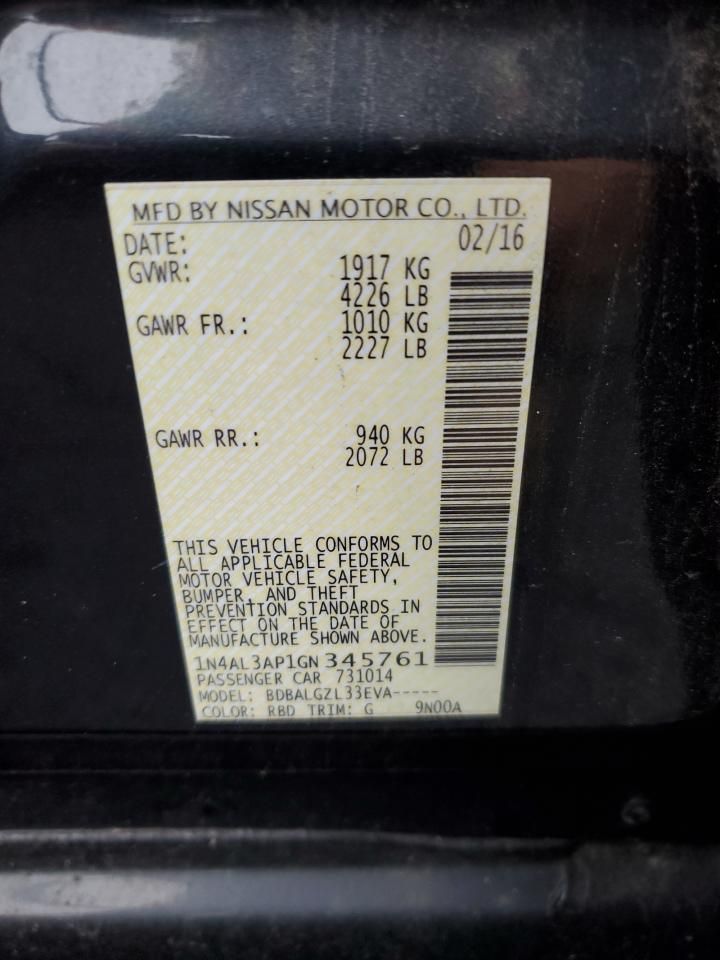 MFD BY NISSAN MOTOR CO., LTD.
DATE: 02/16
GVWR: 1917 KG
4226 LB
GAWR FR.: 1010 KG
2227 LB
GAWR RR.: 940 KG
2072 LB
THIS VEHICLE CONFORMS TO
ALL APPLICABLE FEDERAL
MOTOR VEHICLE SAFETY,
BUMPER, AND THEFT
PREVENTION STANDARDS IN
EFFECT ON THE DATE OF
MANUFACTURE SHOWN ABOVE.
1N4AL3AP1GN345761
PASSENGER CAR 731014
MODEL: BDBALGZL33EVA-----
COLOR: RBD TRIM: G 9N00A